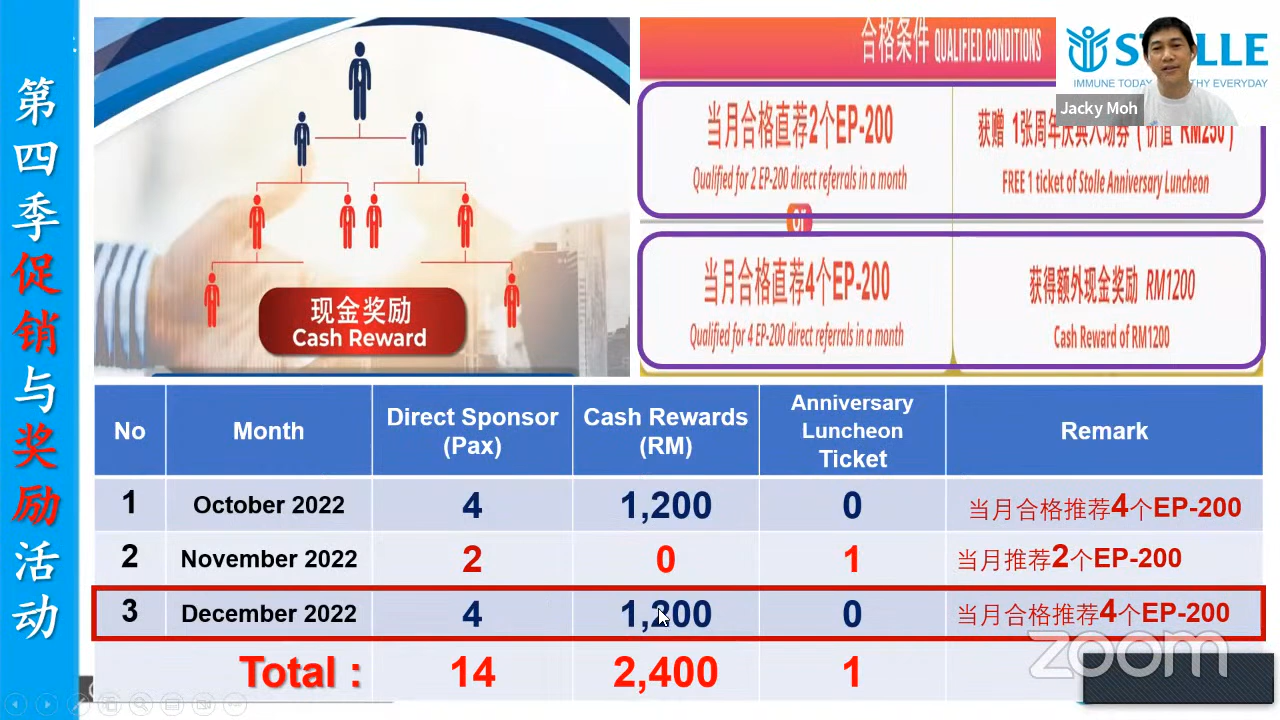 第四季促销与奖励活动
现金奖励
Cash Reward
合格条件 QUALIFIED CONDITIONS
当月合格直荐2个EP-200
Qualified for 2 EP-200 direct referrals in a month
获赠 1张周年庆典入场券 ( 价值 RM250 )
FREE 1 ticket of Stolle Anniversary Luncheon
or
当月合格直荐4个EP-200
Qualified for 4 EP-200 direct referrals in a month
获得额外现金奖励 RM1200
Cash Reward of RM1200
STOLLE
IMMUNE TODAY HEALTHY EVERYDAY
Jacky Moh
No Month Direct Sponsor (Pax) Cash Rewards (RM) Anniversary Luncheon Ticket Remark
1 October 2022 4 1,200 0 当月合格推荐4个EP-200
2 November 2022 2 0 1 当月推荐2个EP-200
3 December 2022 4 1,200 0 当月合格推荐4个EP-200
Total : 14 2,400 1
zoom